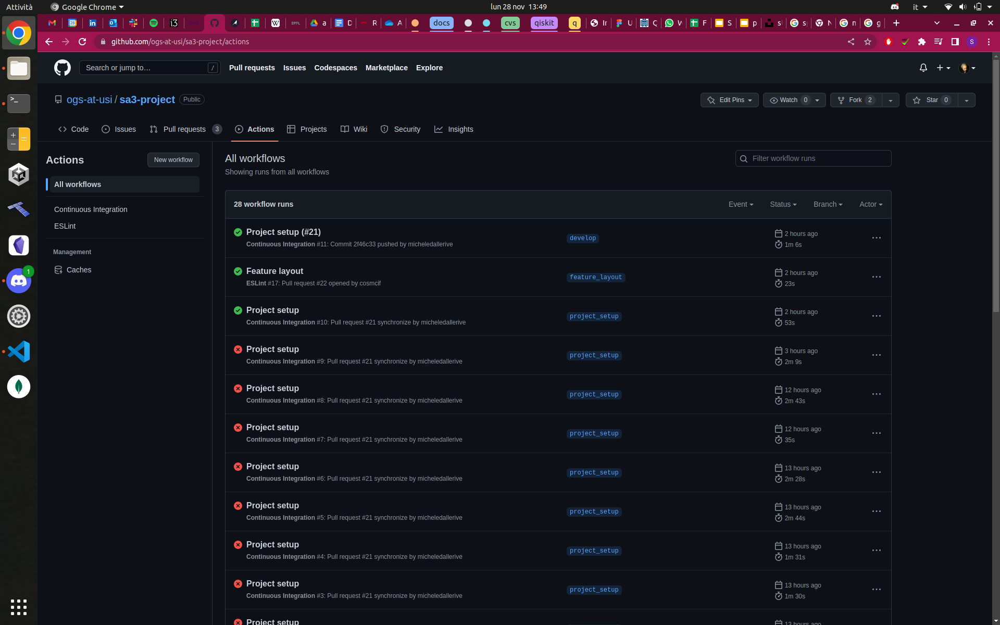 Attività
Google Chrome
lun 28 nov 13:49
it
docs
cvs
qiskit
q
github.com/ogs-at-usi/sa3-project/actions
Search or jump to…
/
Pull requests
Issues
Codespaces
Marketplace
Explore
ogs-at-usi / sa3-project
Public
Edit Pins
Watch 0
Fork 2
Star 0
Code
Issues
Pull requests 3
Actions
Projects
Wiki
Security
Insights
Actions
New workflow
All workflows
Continuous Integration
ESLint
Management
Caches
All workflows
Showing runs from all workflows
Filter workflow runs
28 workflow runs
Event
Status
Branch
Actor
Project setup (#21)
Continuous Integration #11: Commit 2f46c33 pushed by micheledallerive
develop
2 hours ago
1m 6s
Feature layout
ESLint #17: Pull request #22 opened by cosmcif
feature_layout
2 hours ago
23s
Project setup
Continuous Integration #10: Pull request #21 synchronize by micheledallerive
project_setup
2 hours ago
53s
Project setup
Continuous Integration #9: Pull request #21 synchronize by micheledallerive
project_setup
3 hours ago
2m 9s
Project setup
Continuous Integration #8: Pull request #21 synchronize by micheledallerive
project_setup
12 hours ago
2m 43s
Project setup
Continuous Integration #7: Pull request #21 synchronize by micheledallerive
project_setup
12 hours ago
35s
Project setup
Continuous Integration #6: Pull request #21 synchronize by micheledallerive
project_setup
13 hours ago
2m 28s
Project setup
Continuous Integration #5: Pull request #21 synchronize by micheledallerive
project_setup
13 hours ago
2m 44s
Project setup
Continuous Integration #4: Pull request #21 synchronize by micheledallerive
project_setup
13 hours ago
1m 31s
Project setup
Continuous Integration #3: Pull request #21 synchronize by micheledallerive
project_setup
13 hours ago
1m 30s
Project setup
13 hours ago